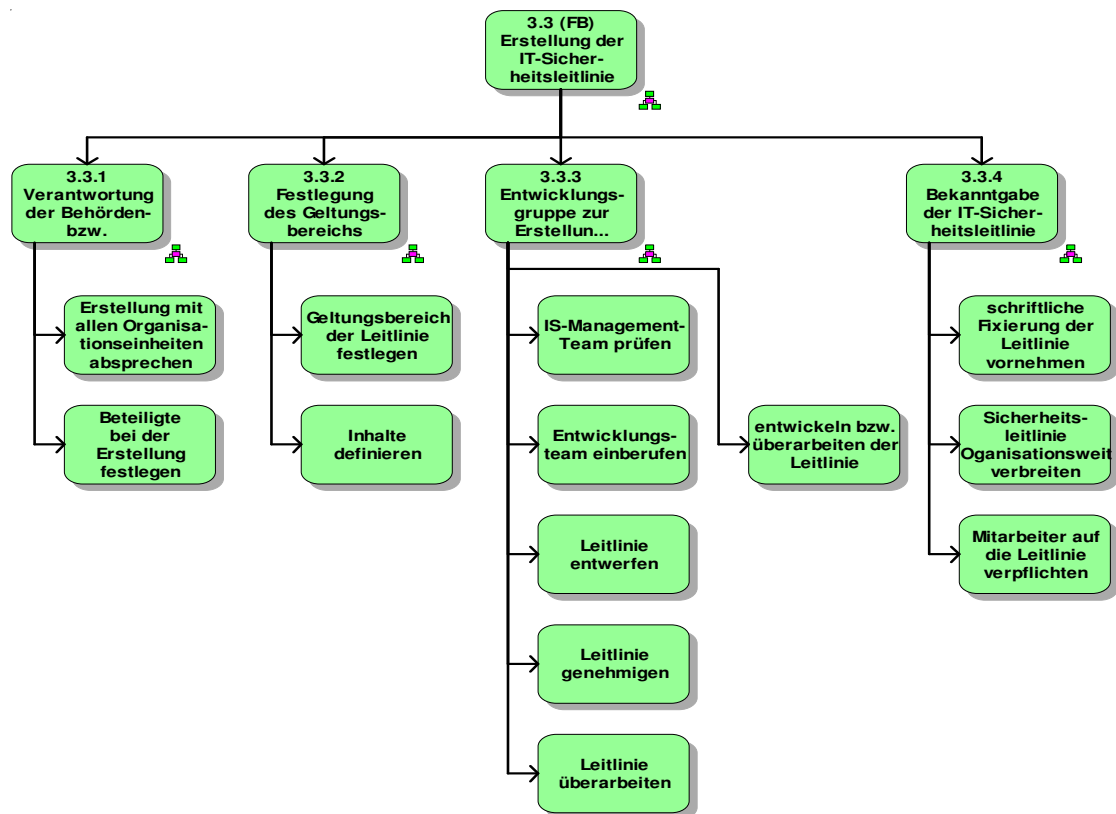 3.3 (FB)
Erstellung der
IT-Sicher-
heitsleitlinie
3.3.1
Verantwortung
der Behörden-
bzw.
3.3.2
Festlegung
des Geltungs-
bereichs
3.3.3
Entwicklungs-
gruppe zur
Erstellun...
3.3.4
Bekanntgabe
der IT-Sicher-
heitsleitlinie
Erstellung mit
allen Organisa-
tionseinheiten
absprechen
Beteiligte
bei der
Erstellung
festlegen
Geltungsbereich
der Leitlinie
festlegen
Inhalte
definieren
IS-Management-
Team prüfen
Entwicklungs-
team einberufen
Leitlinie
entwerfen
Leitlinie
genehmigen
Leitlinie
überarbeiten
entwickeln bzw.
überarbeiten der
Leitlinie
schriftliche
Fixierung der
Leitlinie
vornehmen
Sicherheits-
leitlinie
Oganisationsweit
verbreiten
Mitarbeiter auf
die Leitlinie
verpflichten